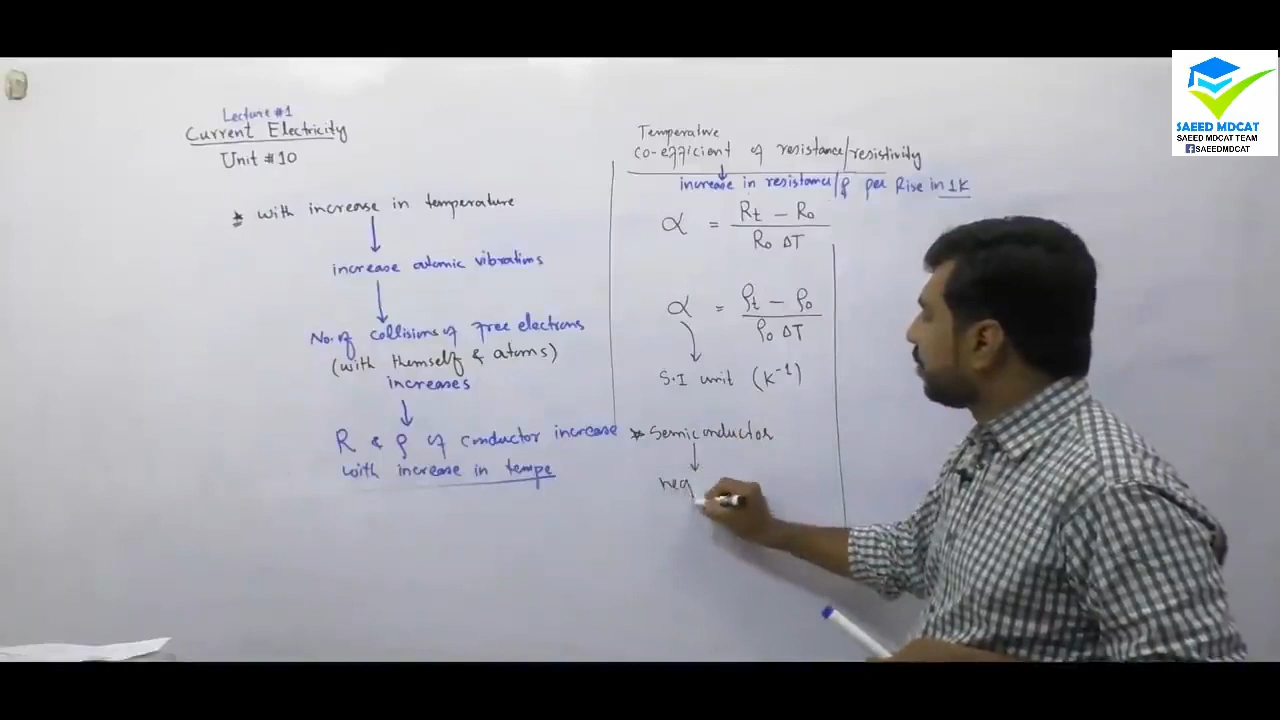 Lecture #1
Current Electricity
Unit #10
* with increase in temperature
increase atomic vibrations
No. of collisions of free electrons
(with themself & atoms)
increases
R & ρ of conductor increase
with increase in tempe
Temperature
co-efficient of resistance/resistivity
increase in resistance/ρ per Rise in 1K
α = Rt - Ro / Ro ΔT
α = ρt - ρo / ρo ΔT
S.I unit (K⁻¹)
* Semiconductor
neg
SAEED MDCAT
SAEED MDCAT TEAM
f SAEEDMDCAT